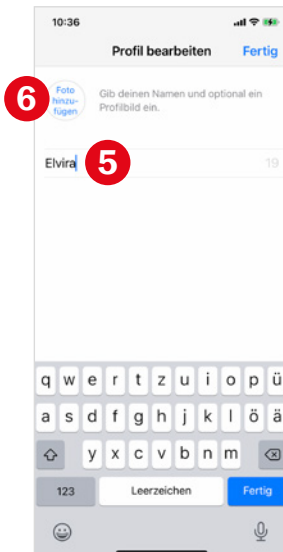 10:36
Profil bearbeiten Fertig
6
Foto
hinzu-
fügen
Gib deinen Namen und optional ein
Profilbild ein.
Elvira 5 19
q w e r t z u i o p ü
a s d f g h j k l ö ä
y x c v b n m
123 Leerzeichen Fertig